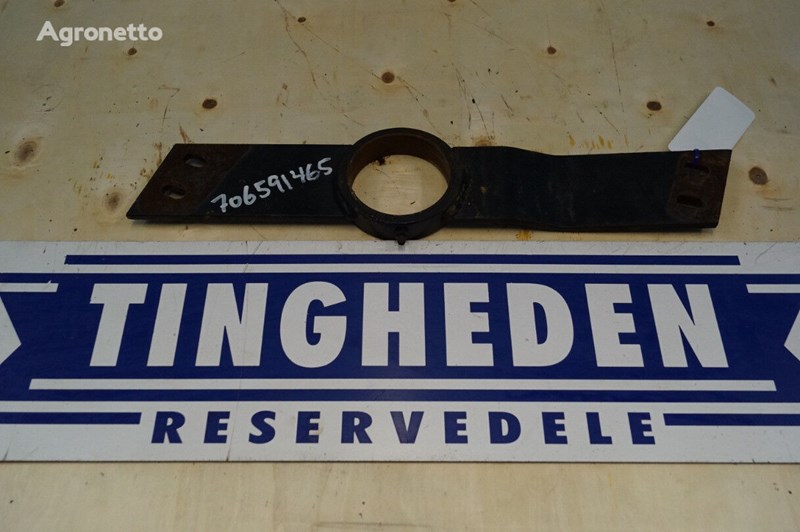 Agronetto
706591465
TINGHEDEN
RESERVEDELE